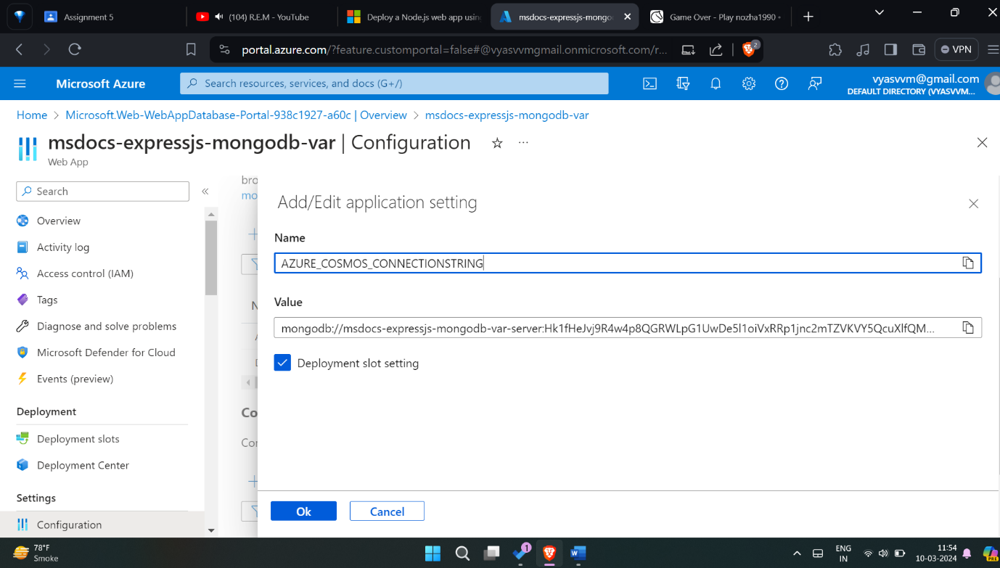 Assignment 5
(104) R.E.M - YouTube
Deploy a Node.js web app usin
msdocs-expressjs-mongo
Game Over - Play nozha1990
portal.azure.com/?feature.customportal=false#@vyasvvmgmail.onmicrosoft.com/r...
2
VPN
Microsoft Azure
Search resources, services, and docs (G+/)
vyasvvm@gmail.com
DEFAULT DIRECTORY (VYASVVM...
Home > Microsoft.Web-WebAppDatabase-Portal-938c1927-a60c | Overview > msdocs-expressjs-mongodb-var
msdocs-expressjs-mongodb-var | Configuration
Web App
Search
Overview
Activity log
Access control (IAM)
Tags
Diagnose and solve problems
Microsoft Defender for Cloud
Events (preview)
Deployment
Deployment slots
Deployment Center
Settings
Configuration
bro
mo
Co
Cor
Add/Edit application setting
Name
AZURE_COSMOS_CONNECTIONSTRING
Value
mongodb://msdocs-expressjs-mongodb-var-server:Hk1fHeJvj9R4w4p8QGRWLpG1UwDe5l1oiVxRRp1jnc2mTZVKVY5QcuXlfQM...
Deployment slot setting
Ok
Cancel
78°F
Smoke
1
ENG
IN
11:54
10-03-2024
PRE